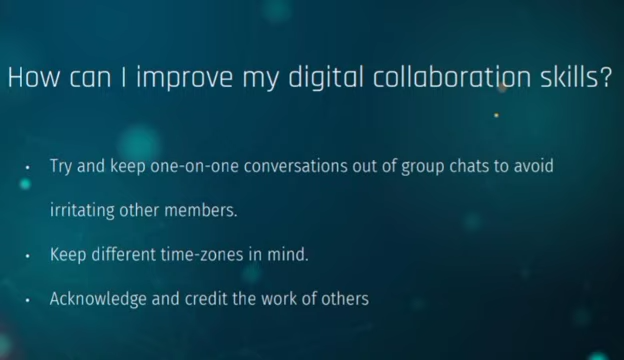 How can I improve my digital collaboration skills?
• Try and keep one-on-one conversations out of group chats to avoid
irritating other members.
• Keep different time-zones in mind.
• Acknowledge and credit the work of others